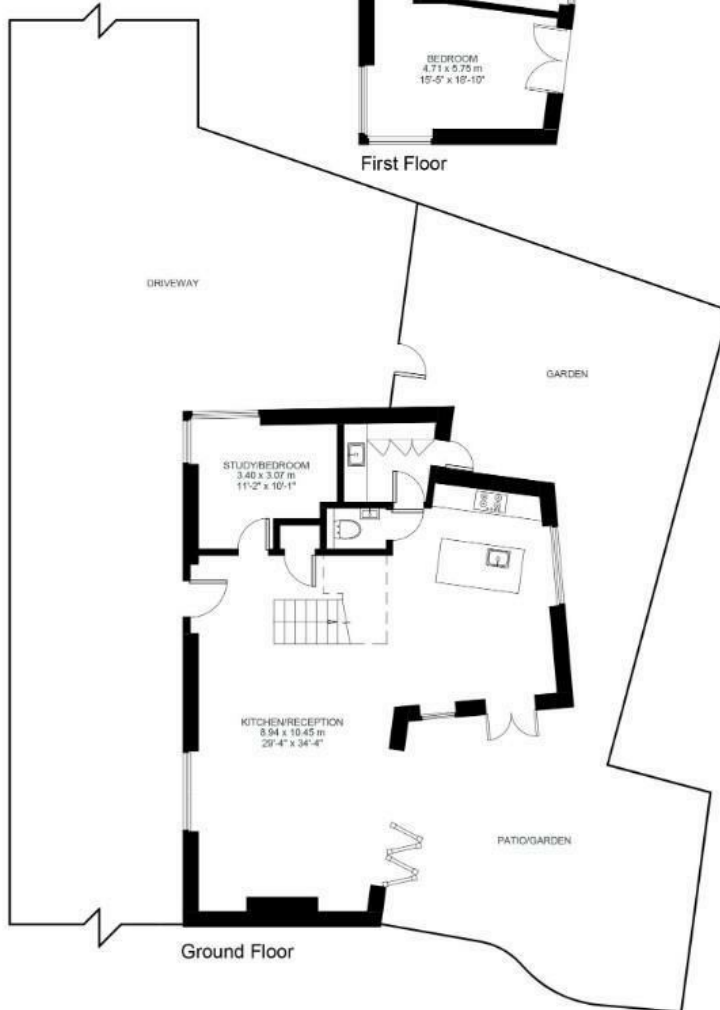 BEDROOM
4.71 x 5.75 m
15'-5" x 18'-10"
First Floor
DRIVEWAY
GARDEN
STUDY/BEDROOM
3.40 x 3.07 m
11'-2" x 10'-1"
KITCHEN/RECEPTION
8.94 x 10.45 m
29'-4" x 34'-4"
PATIO/GARDEN
Ground Floor